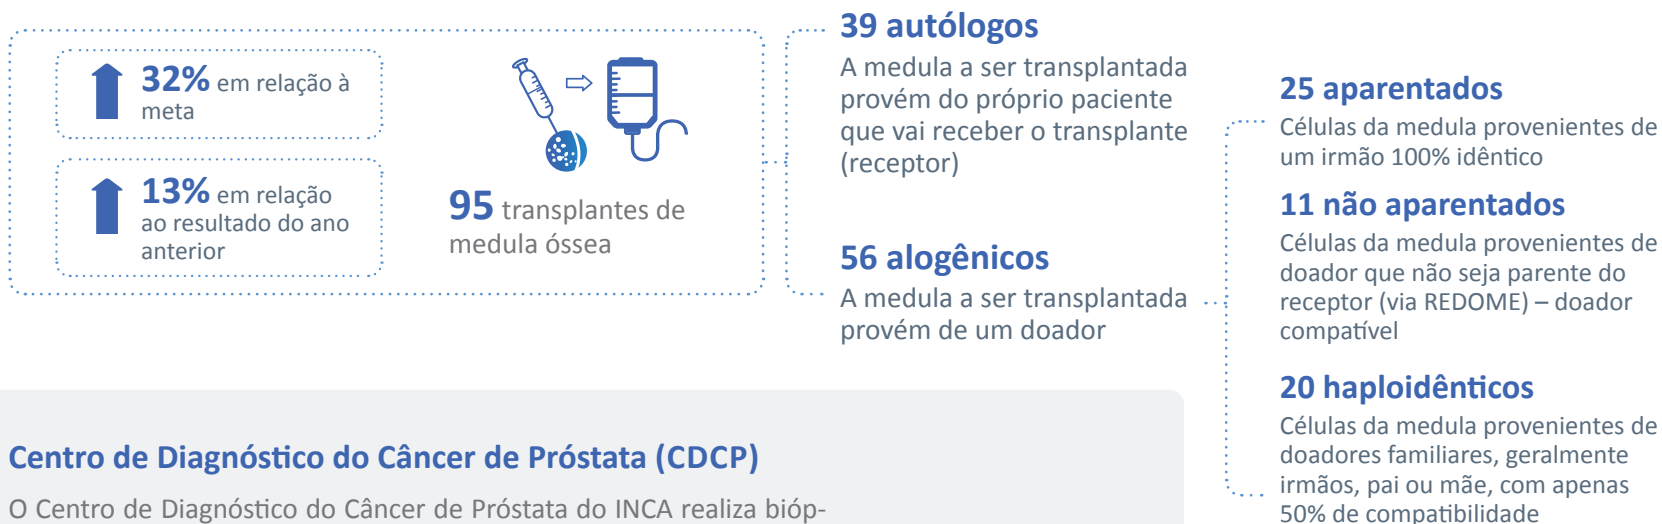 32% em relação à
meta
13% em relação
ao resultado do ano
anterior
95 transplantes de
medula óssea
39 autólogos
A medula a ser transplantada
provém do próprio paciente
que vai receber o transplante
(receptor)
56 alogênicos
A medula a ser transplantada
provém de um doador
25 aparentados
Células da medula provenientes de
um irmão 100% idêntico
11 não aparentados
Células da medula provenientes de
doador que não seja parente do
receptor (via REDOME) – doador
compatível
20 haploidênticos
Células da medula provenientes de
doadores familiares, geralmente
irmãos, pai ou mãe, com apenas
50% de compatibilidade
Centro de Diagnóstico do Câncer de Próstata (CDCP)
O Centro de Diagnóstico do Câncer de Próstata do INCA realiza bióp-